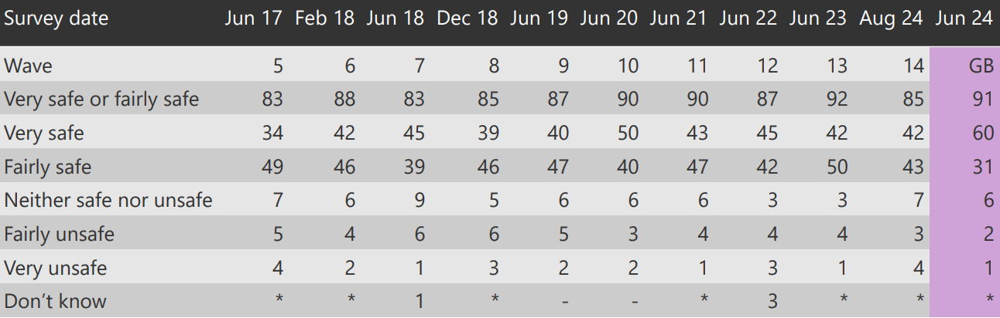 Survey date Jun 17 Feb 18 Jun 18 Dec 18 Jun 19 Jun 20 Jun 21 Jun 22 Jun 23 Aug 24 Jun 24
Wave 5 6 7 8 9 10 11 12 13 14 GB
Very safe or fairly safe 83 88 83 85 87 90 90 87 92 85 91
Very safe 34 42 45 39 40 50 43 45 42 42 60
Fairly safe 49 46 39 46 47 40 47 42 50 43 31
Neither safe nor unsafe 7 6 9 5 6 6 6 3 3 7 6
Fairly unsafe 5 4 6 6 5 3 4 4 4 3 2
Very unsafe 4 2 1 3 2 2 1 3 1 4 1
Don’t know * * 1 * - - * 3 * * *